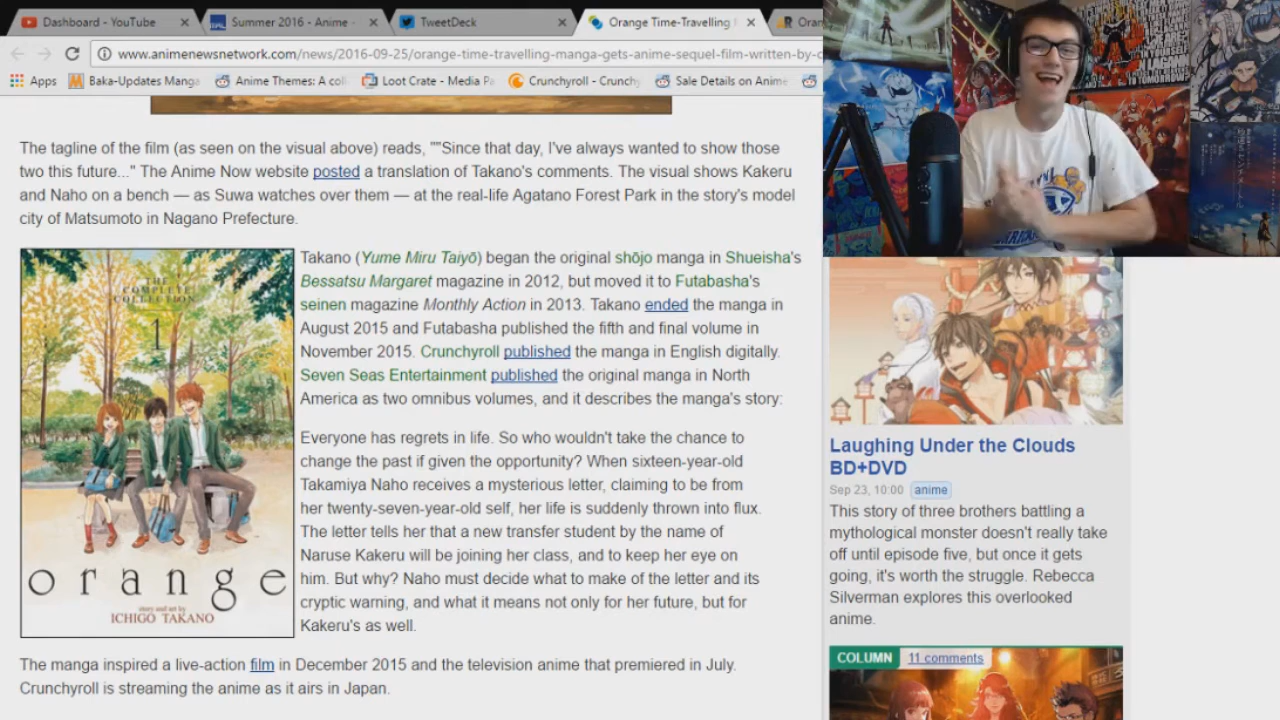 Dashboard - YouTube
Summer 2016 - Anime
TweetDeck
Orange Time-Travelling
Oran
www.animenewsnetwork.com/news/2016-09-25/orange-time-travelling-manga-gets-anime-sequel-film-written-by-c
Apps
Baka-Updates Manga
Anime Themes: A col
Loot Crate - Media Pa
Crunchyroll - Crunchy
Sale Details on Anime
The tagline of the film (as seen on the visual above) reads, ""Since that day, I've always wanted to show those
two this future..." The Anime Now website posted a translation of Takano's comments. The visual shows Kakeru
and Naho on a bench — as Suwa watches over them — at the real-life Agatano Forest Park in the story's model
city of Matsumoto in Nagano Prefecture.
THE
COMPLETE
COLLECTION
1
orange
story and art by
ICHIGO TAKANO
Takano (Yume Miru Taiyō) began the original shōjo manga in Shueisha's
Bessatsu Margaret magazine in 2012, but moved it to Futabasha's
seinen magazine Monthly Action in 2013. Takano ended the manga in
August 2015 and Futabasha published the fifth and final volume in
November 2015. Crunchyroll published the manga in English digitally.
Seven Seas Entertainment published the original manga in North
America as two omnibus volumes, and it describes the manga's story:
Everyone has regrets in life. So who wouldn't take the chance to
change the past if given the opportunity? When sixteen-year-old
Takamiya Naho receives a mysterious letter, claiming to be from
her twenty-seven-year-old self, her life is suddenly thrown into flux.
The letter tells her that a new transfer student by the name of
Naruse Kakeru will be joining her class, and to keep her eye on
him. But why? Naho must decide what to make of the letter and its
cryptic warning, and what it means not only for her future, but for
Kakeru's as well.
The manga inspired a live-action film in December 2015 and the television anime that premiered in July.
Crunchyroll is streaming the anime as it airs in Japan.
Laughing Under the Clouds
BD+DVD
Sep 23, 10:00 anime
This story of three brothers battling a
mythological monster doesn't really take
off until episode five, but once it gets
going, it's worth the struggle. Rebecca
Silverman explores this overlooked
anime.
COLUMN 11 comments